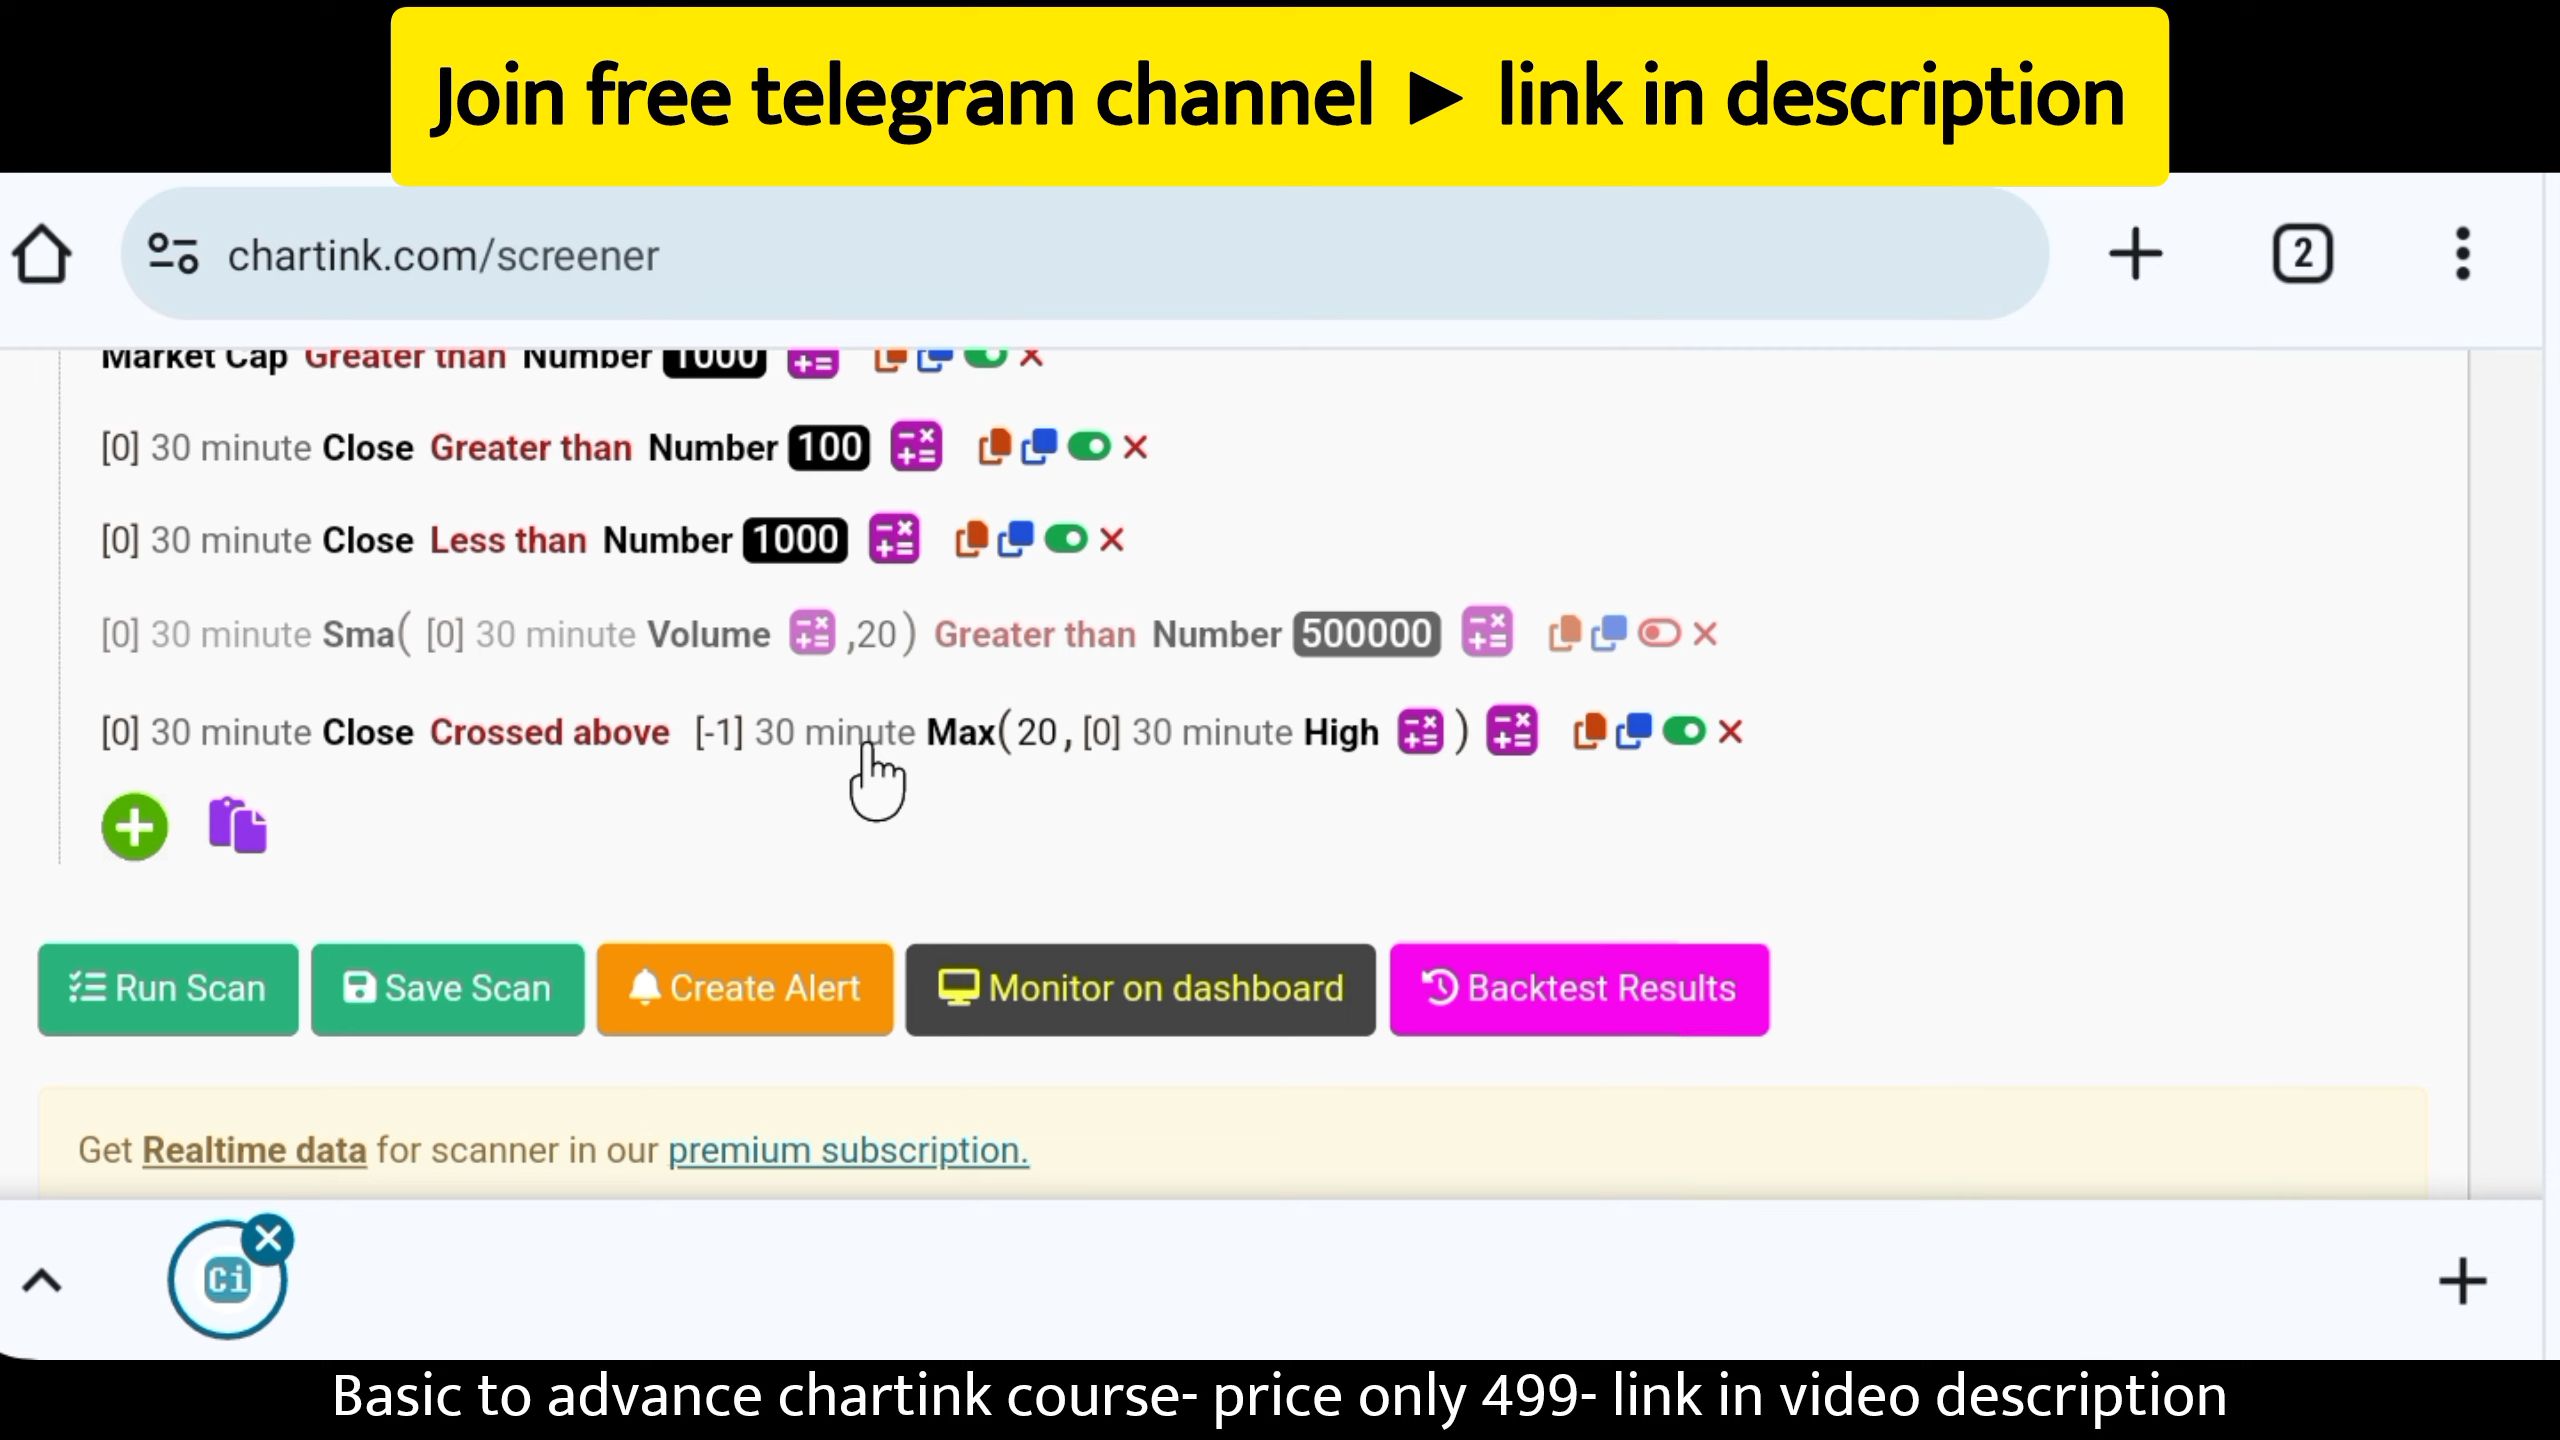 Join free telegram channel ► link in description
chartink.com/screener
2
Market Cap Greater than Number 1000
[0] 30 minute Close Greater than Number 100
[0] 30 minute Close Less than Number 1000
[0] 30 minute Sma( [0] 30 minute Volume ,20) Greater than Number 500000
[0] 30 minute Close Crossed above [-1] 30 minute Max(20, [0] 30 minute High )
Run Scan Save Scan Create Alert Monitor on dashboard Backtest Results
Get Realtime data for scanner in our premium subscription.
Ci
Basic to advance chartink course- price only 499- link in video description